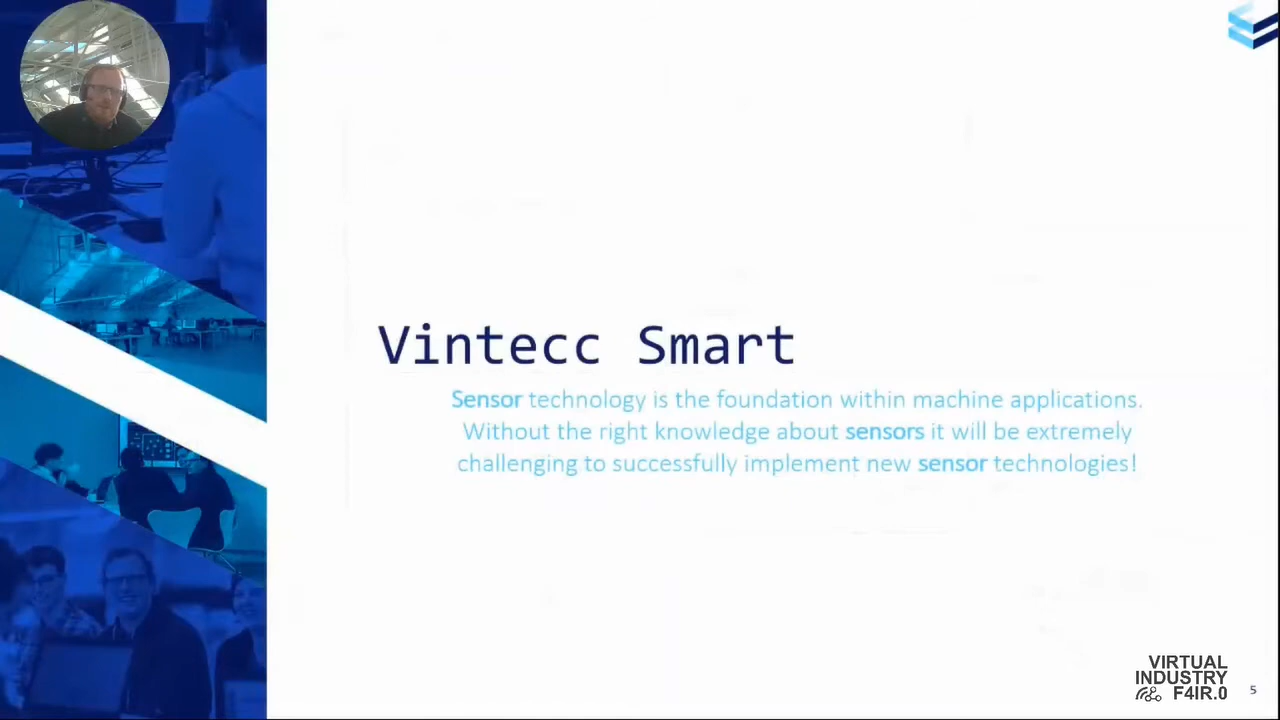 Vintecc Smart
Sensor technology is the foundation within machine applications.
Without the right knowledge about sensors it will be extremely
challenging to successfully implement new sensor technologies!
VIRTUAL
INDUSTRY
F4IR.0
5